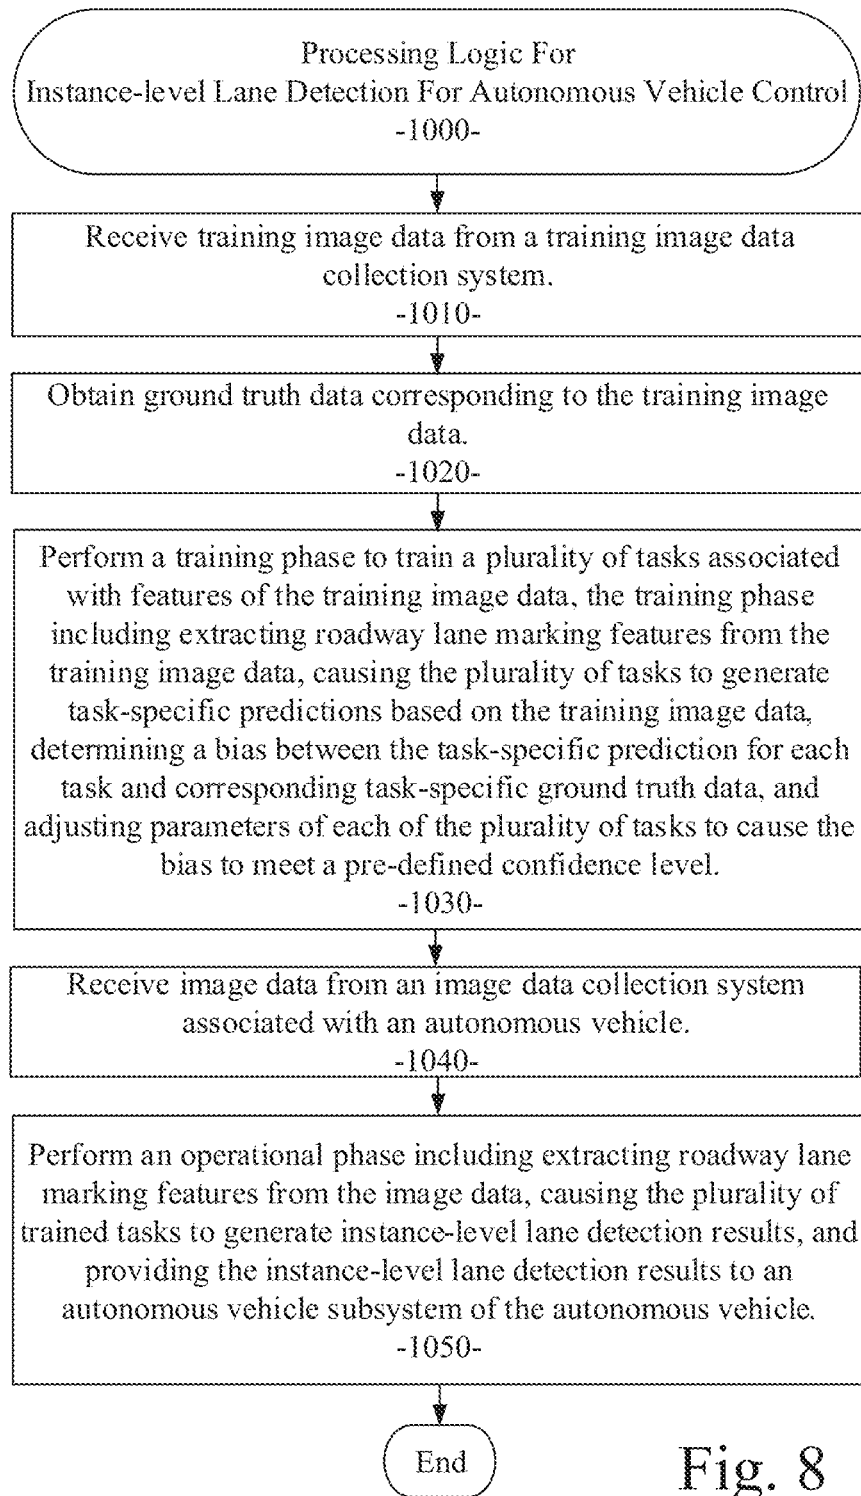 Processing Logic For
Instance-level Lane Detection For Autonomous Vehicle Control
-1000-
Receive training image data from a training image data
collection system.
-1010-
Obtain ground truth data corresponding to the training image
data.
-1020-
Perform a training phase to train a plurality of tasks associated
with features of the training image data, the training phase
including extracting roadway lane marking features from the
training image data, causing the plurality of tasks to generate
task-specific predictions based on the training image data,
determining a bias between the task-specific prediction for each
task and corresponding task-specific ground truth data, and
adjusting parameters of each of the plurality of tasks to cause the
bias to meet a pre-defined confidence level.
-1030-
Receive image data from an image data collection system
associated with an autonomous vehicle.
-1040-
Perform an operational phase including extracting roadway lane
marking features from the image data, causing the plurality of
trained tasks to generate instance-level lane detection results, and
providing the instance-level lane detection results to an
autonomous vehicle subsystem of the autonomous vehicle.
-1050-
End
Fig. 8